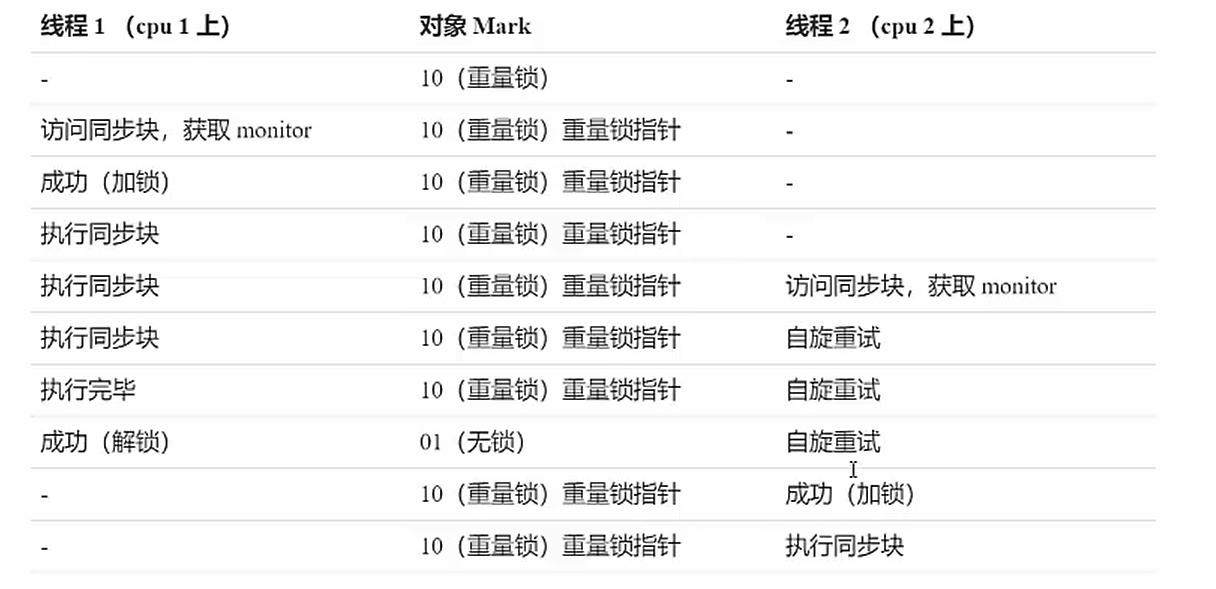 线程 1 （cpu 1 上） 对象 Mark 线程 2 （cpu 2 上）
- 10（重量锁） -
访问同步块，获取 monitor 10（重量锁）重量锁指针 -
成功（加锁） 10（重量锁）重量锁指针 -
执行同步块 10（重量锁）重量锁指针 -
执行同步块 10（重量锁）重量锁指针 访问同步块，获取 monitor
执行同步块 10（重量锁）重量锁指针 自旋重试
执行完毕 10（重量锁）重量锁指针 自旋重试
成功（解锁） 01（无锁） 自旋重试
- 10（重量锁）重量锁指针 成功（加锁）
- 10（重量锁）重量锁指针 执行同步块